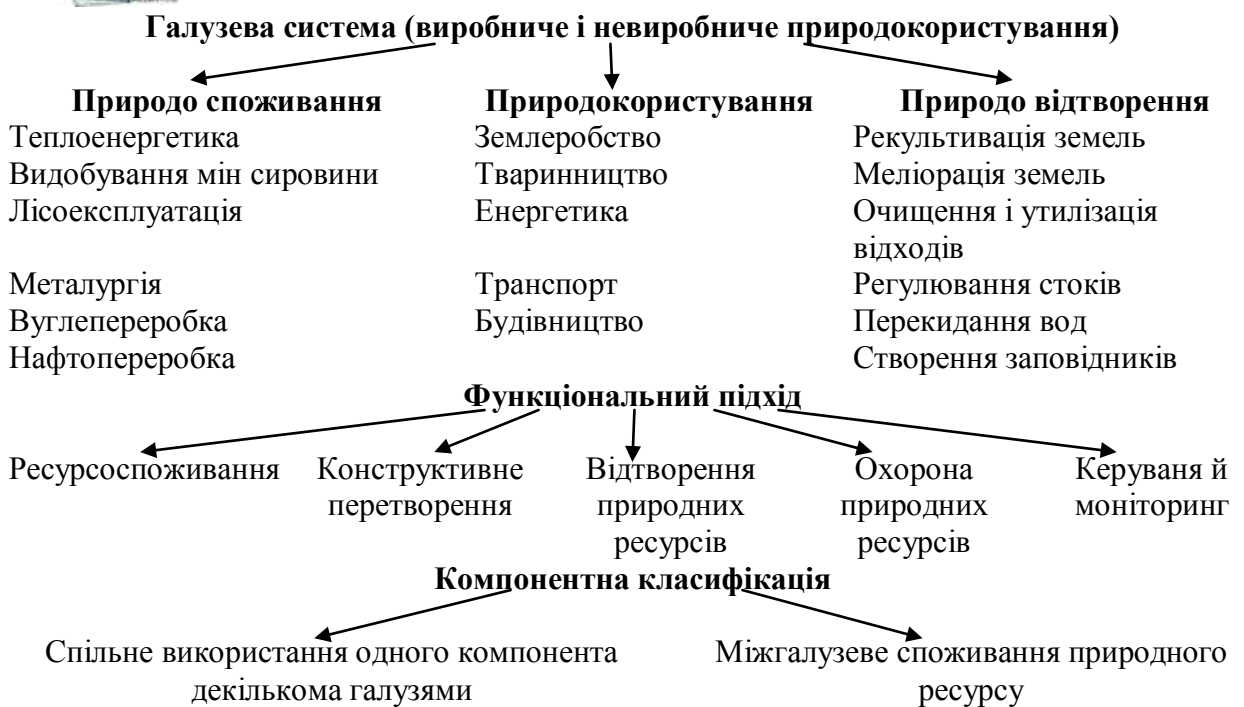 Галузева система (виробниче і невиробниче природокористування)
Природо споживання Природокористування Природо відтворення
Теплоенергетика Землеробство Рекультивація земель
Видобування мін сировини Тваринництво Меліорація земель
Лісоексплуатація Енергетика Очищення і утилізація
відходів
Металургія Транспорт Регулювання стоків
Вуглепереробка Будівництво Перекидання вод
Нафтопереробка Створення заповідників
Функціональний підхід
Ресурсоспоживання Конструктивне Відтворення Охорона Керуваня й
перетворення природних природних моніторинг
ресурсів ресурсів
Компонентна класифікація
Спільне використання одного компонента Міжгалузеве споживання природного
декількома галузями ресурсу